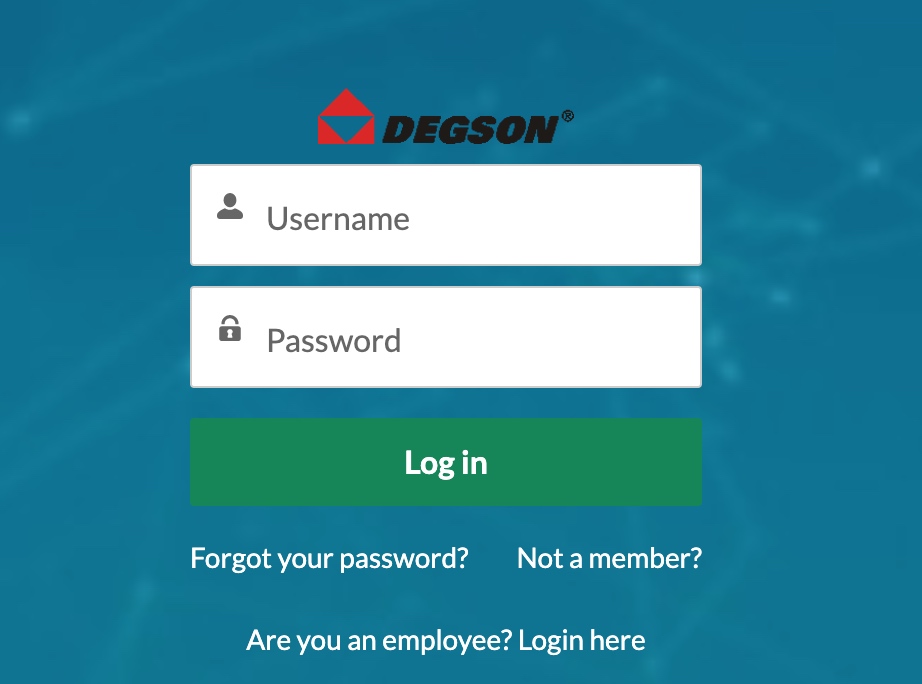 DEGSON®
Username
Password
Log in
Forgot your password? Not a member?
Are you an employee? Login here